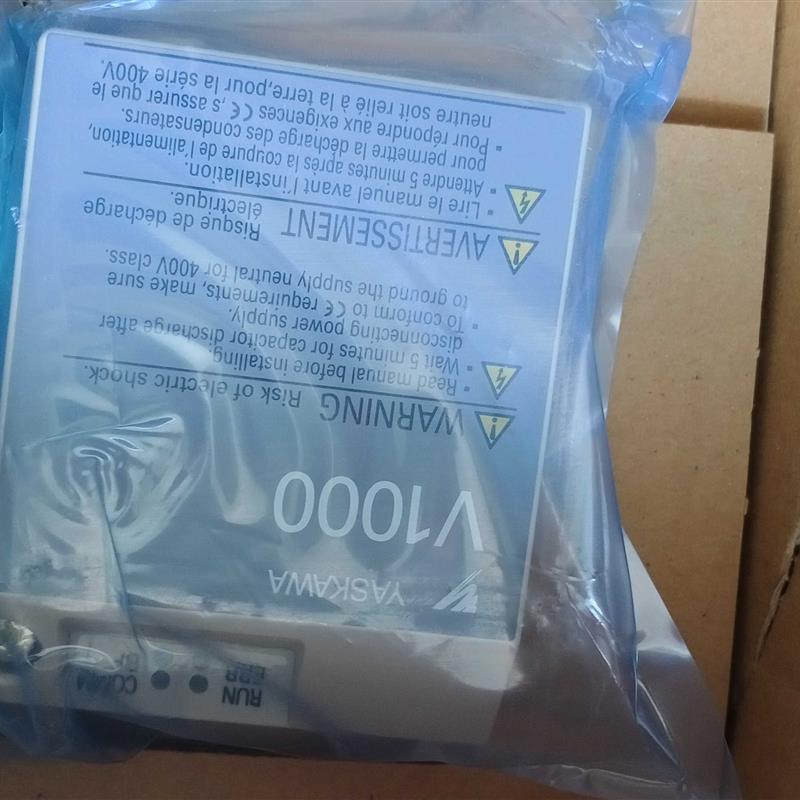 RUN
ERR
COMM
YASKAWA
V1000
WARNING Risk of electric shock.
• Read manual before installing.
• Wait 5 minutes for capacitor discharge after
disconnecting power supply.
• To conform to CE requirements, make sure
to ground the supply neutral for 400V class.
AVERTISSEMENT Risque de décharge
électrique.
• Lire le manuel avant l'installation.
• Attendre 5 minutes après la coupure de l'alimentation,
pour permettre la décharge des condensateurs.
• Pour répondre aux exigences CE, s assurer que le
neutre soit relié à la terre,pour la série 400V.